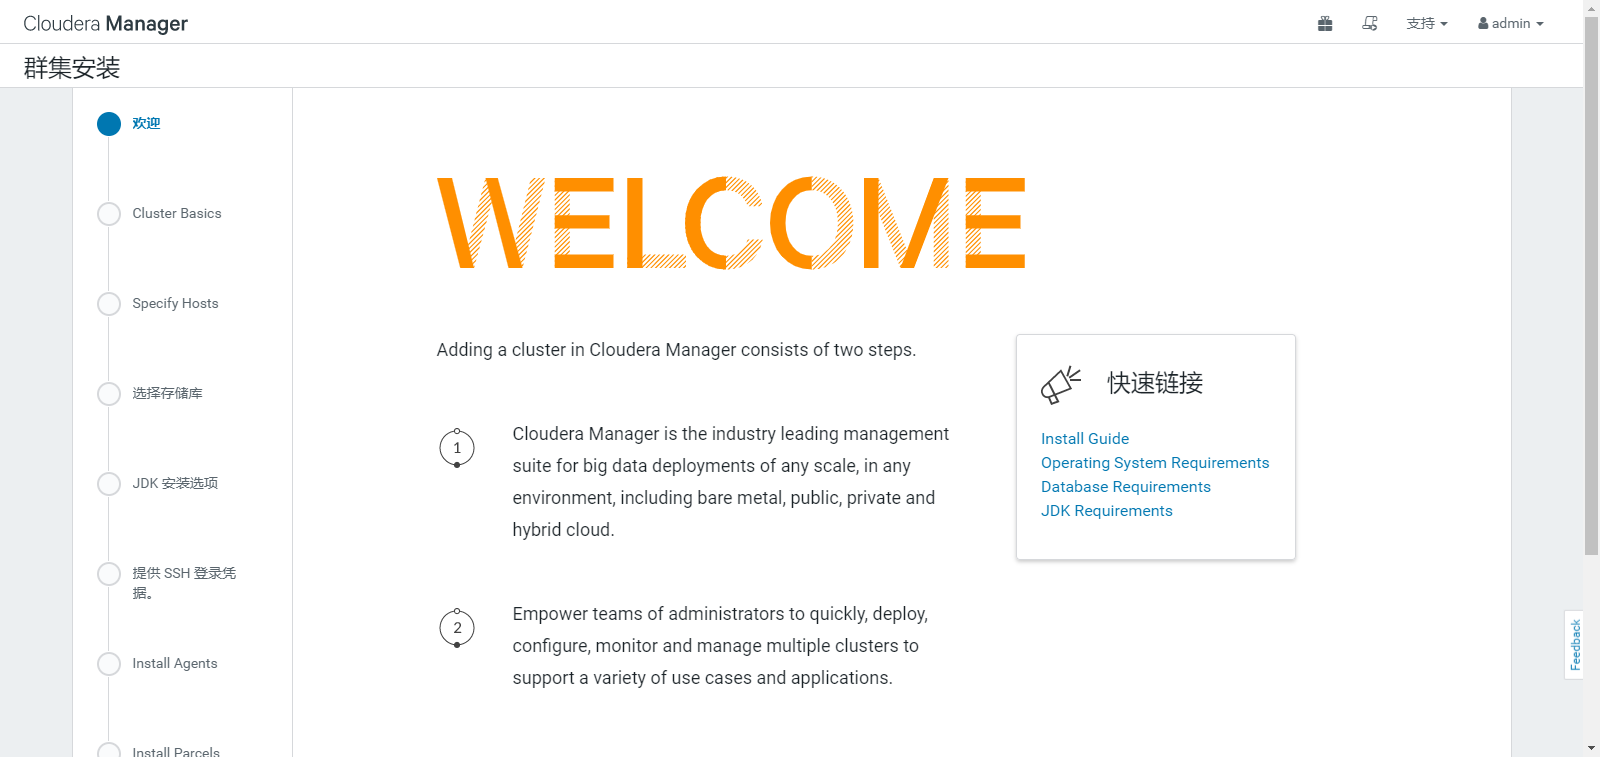 Cloudera Manager
支持
admin
群集安装
欢迎
Cluster Basics
Specify Hosts
选择存储库
JDK 安装选项
提供 SSH 登录凭
据。
Install Agents
Install Parcels
WELCOME
Adding a cluster in Cloudera Manager consists of two steps.
1
Cloudera Manager is the industry leading management
suite for big data deployments of any scale, in any
environment, including bare metal, public, private and
hybrid cloud.
2
Empower teams of administrators to quickly, deploy,
configure, monitor and manage multiple clusters to
support a variety of use cases and applications.
快速链接
Install Guide
Operating System Requirements
Database Requirements
JDK Requirements
Feedback